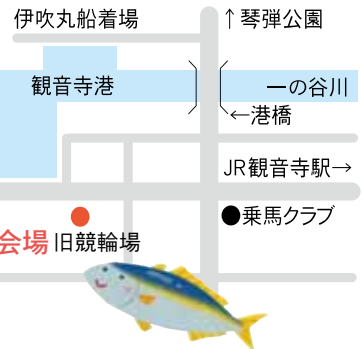 伊吹丸船着場
↑琴弾公園
観音寺港
一の谷川
←港橋
JR観音寺駅→
●乗馬クラブ
会場 旧競輪場